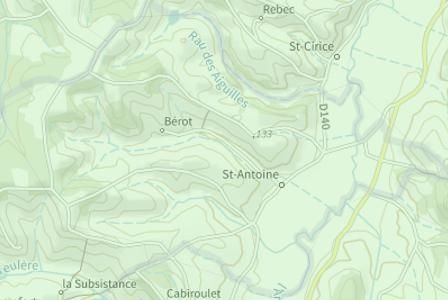 Rebec
St-Cirice
Rau des Aiguilles
D140
Bérot
133
St-Antoine
la Subsistance
Cabiroulet